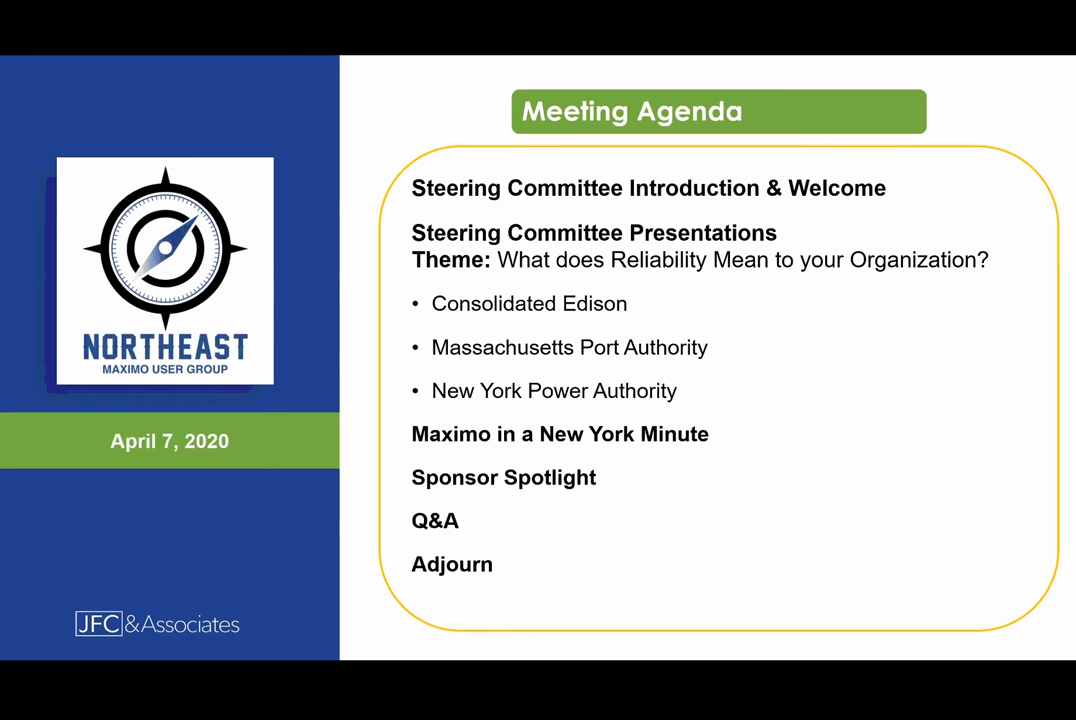 NORTHEAST
MAXIMO USER GROUP
April 7, 2020
JFC&Associates
Meeting Agenda
Steering Committee Introduction & Welcome
Steering Committee Presentations
Theme: What does Reliability Mean to your Organization?
• Consolidated Edison
• Massachusetts Port Authority
• New York Power Authority
Maximo in a New York Minute
Sponsor Spotlight
Q&A
Adjourn